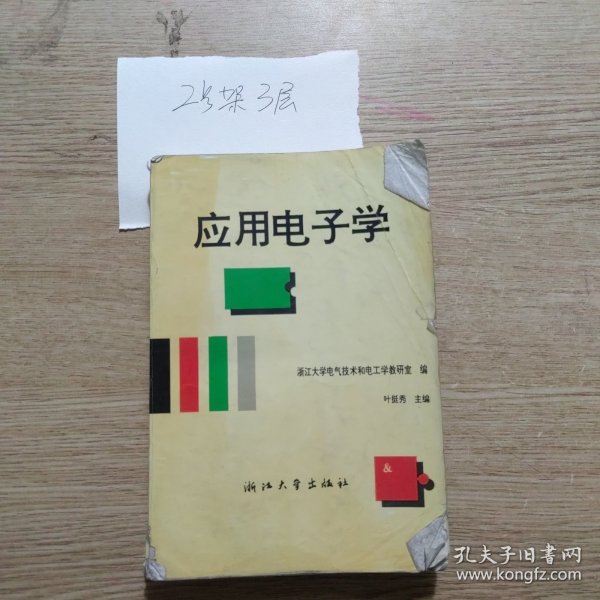 25架3层
应用电子学
浙江大学电气技术和电工学教研室 编
叶挺秀 主编
&
浙江大学出版社
孔夫子旧书网
www.kongfz.com